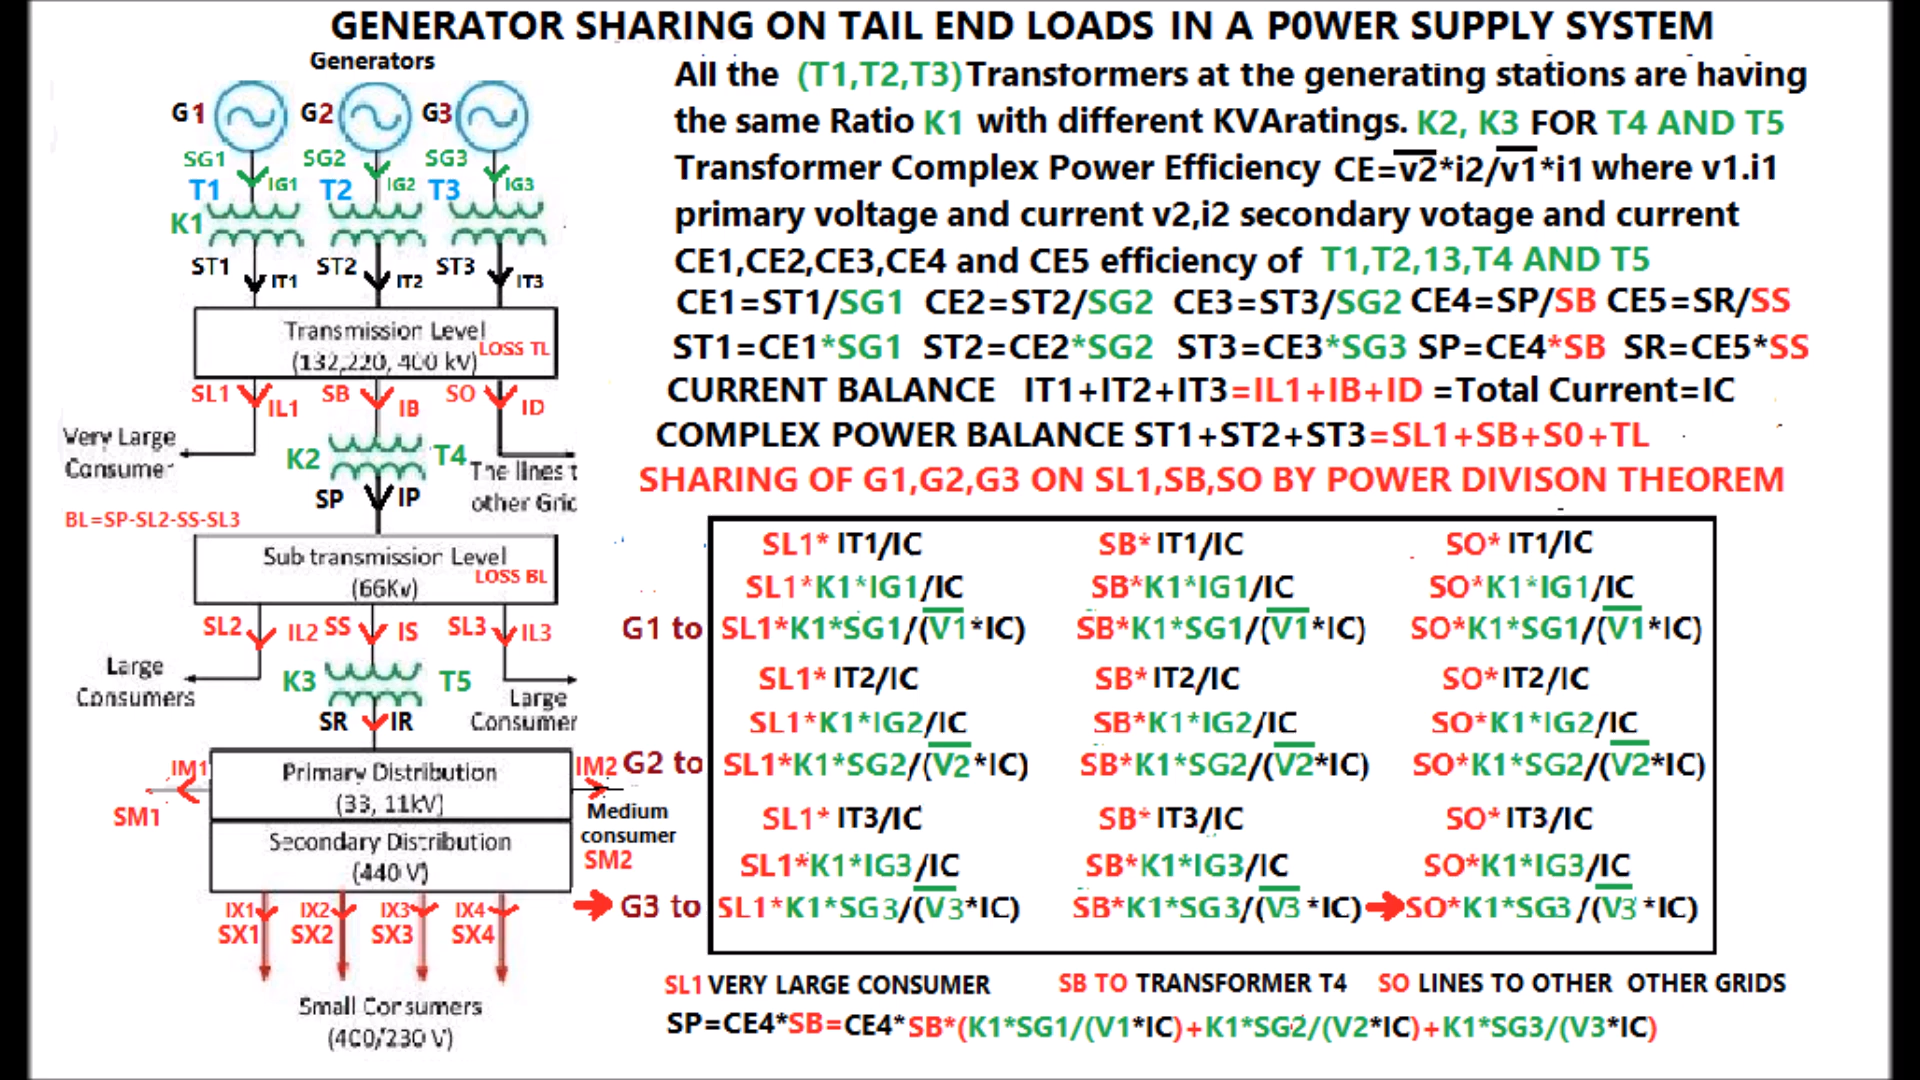 GENERATOR SHARING ON TAIL END LOADS IN A P0WER SUPPLY SYSTEM
Generators
G1 G2 G3
SG1 SG2 SG3
IG1 IG2 IG3
T1 T2 T3
K1
ST1 ST2 ST3
IT1 IT2 IT3
Transmission Level
LOSS TL
(132,220, 400 kV)
SL1 SB SO
IL1 IB ID
Very Large
Consumer
K2 T4
The lines t
other Grid
SP IP
BL=SP-SL2-SS-SL3
Sub transmission Level
LOSS BL
(66Kv)
SL2 IL2 SS IS SL3 IL3
Large
Consumers
K3 T5
Large
Consumer
SR IR
IM1 IM2
SM1
Primary Distribution
(33, 11kV)
Medium
consumer
SM2
Secondary Distribution
(440 V)
IX1 IX2 IX3 IX4
SX1 SX2 SX3 SX4
Small Consumers
(400/230 V)
All the (T1,T2,T3)Transtormers at the generating stations are having
the same Ratio K1 with different KVAratings. K2, K3 FOR T4 AND T5
Transformer Complex Power Efficiency CE=v2*i2/v1*i1 where v1.i1
primary voltage and current v2,i2 secondary votage and current
CE1,CE2,CE3,CE4 and CE5 efficiency of T1,T2,13,T4 AND T5
CE1=ST1/SG1 CE2=ST2/SG2 CE3=ST3/SG2 CE4=SP/SB CE5=SR/SS
ST1=CE1*SG1 ST2=CE2*SG2 ST3=CE3*SG3 SP=CE4*SB SR=CE5*SS
CURRENT BALANCE IT1+IT2+IT3=IL1+IB+ID =Total Current=IC
COMPLEX POWER BALANCE ST1+ST2+ST3=SL1+SB+S0+TL
SHARING OF G1,G2,G3 ON SL1,SB,SO BY POWER DIVISON THEOREM
SL1* IT1/IC SB* IT1/IC SO* IT1/IC
SL1*K1*IG1/IC SB*K1*IG1/IC SO*K1*IG1/IC
G1 to SL1*K1*SG1/(V1*IC) SB*K1*SG1/(V1*IC) SO*K1*SG1/(V1*IC)
SL1* IT2/IC SB* IT2/IC SO* IT2/IC
SL1*K1*IG2/IC SB*K1*IG2/IC SO*K1*IG2/IC
G2 to SL1*K1*SG2/(V2*IC) SB*K1*SG2/(V2*IC) SO*K1*SG2/(V2*IC)
SL1* IT3/IC SB* IT3/IC SO* IT3/IC
SL1*K1*IG3/IC SB*K1*IG3/IC SO*K1*IG3/IC
G3 to SL1*K1*SG3/(V3*IC) SB*K1*SG3/(V3*IC) SO*K1*SG3/(V3*IC)
SL1 VERY LARGE CONSUMER SB TO TRANSFORMER T4 SO LINES TO OTHER OTHER GRIDS
SP=CE4*SB=CE4*SB*(K1*SG1/(V1*IC)+K1*SG2/(V2*IC)+K1*SG3/(V3*IC)